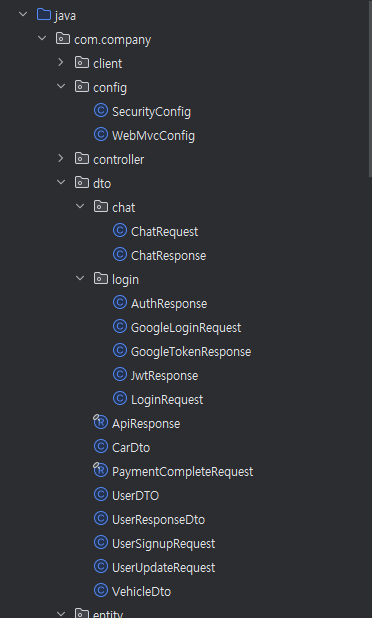 java
com.company
client
config
SecurityConfig
WebMvcConfig
controller
dto
chat
ChatRequest
ChatResponse
login
AuthResponse
GoogleLoginRequest
GoogleTokenResponse
JwtResponse
LoginRequest
ApiResponse
CarDto
PaymentCompleteRequest
UserDTO
UserResponseDto
UserSignupRequest
UserUpdateRequest
VehicleDto
entity